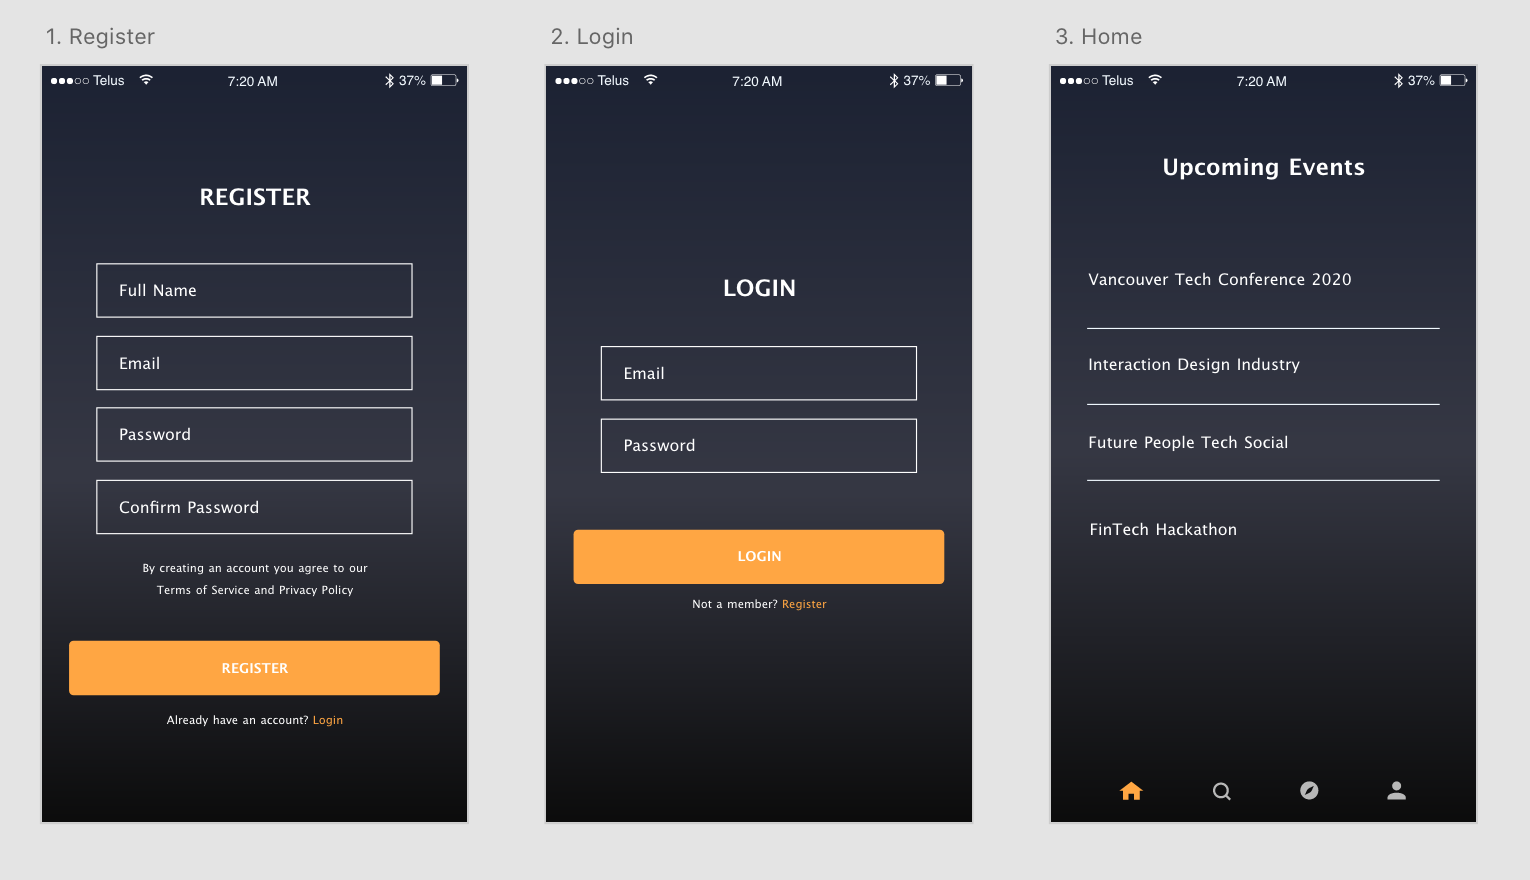 1. Register
Telus 7:20 AM 37%
REGISTER
Full Name
Email
Password
Confirm Password
By creating an account you agree to our
Terms of Service and Privacy Policy
REGISTER
Already have an account? Login
2. Login
Telus 7:20 AM 37%
LOGIN
Email
Password
LOGIN
Not a member? Register
3. Home
Telus 7:20 AM 37%
Upcoming Events
Vancouver Tech Conference 2020
Interaction Design Industry
Future People Tech Social
FinTech Hackathon